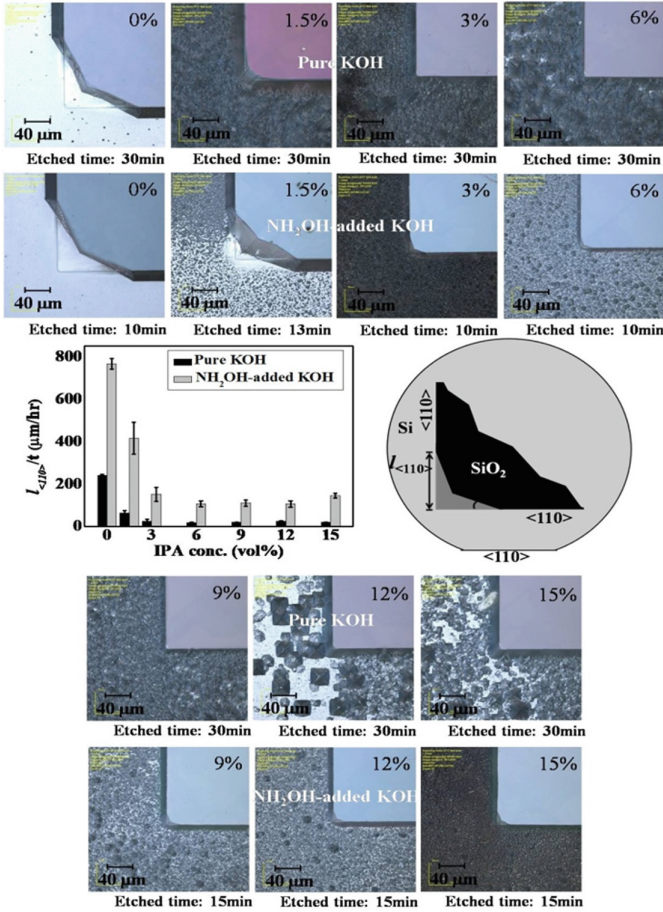 0%
1.5%
3%
6%
Pure KOH
40 μm
40 μm
40 μm
40 μm
Etched time: 30min
Etched time: 30min
Etched time: 30min
Etched time: 30min
0%
1.5%
3%
6%
NH2OH-added KOH
40 μm
40 μm
40 μm
40 μm
Etched time: 10min
Etched time: 13min
Etched time: 10min
Etched time: 10min
800
600
400
200
0
l<110>/t (μm/hr)
Pure KOH
NH2OH-added KOH
0 3 6 9 12 15
IPA conc. (vol%)
Si
<110>
l<110>
SiO2
<110>
<110>
9%
12%
15%
Pure KOH
40 μm
40 μm
40 μm
Etched time: 30min
Etched time: 30min
Etched time: 30min
9%
12%
15%
NH2OH-added KOH
40 μm
40 μm
40 μm
Etched time: 15min
Etched time: 15min
Etched time: 15min